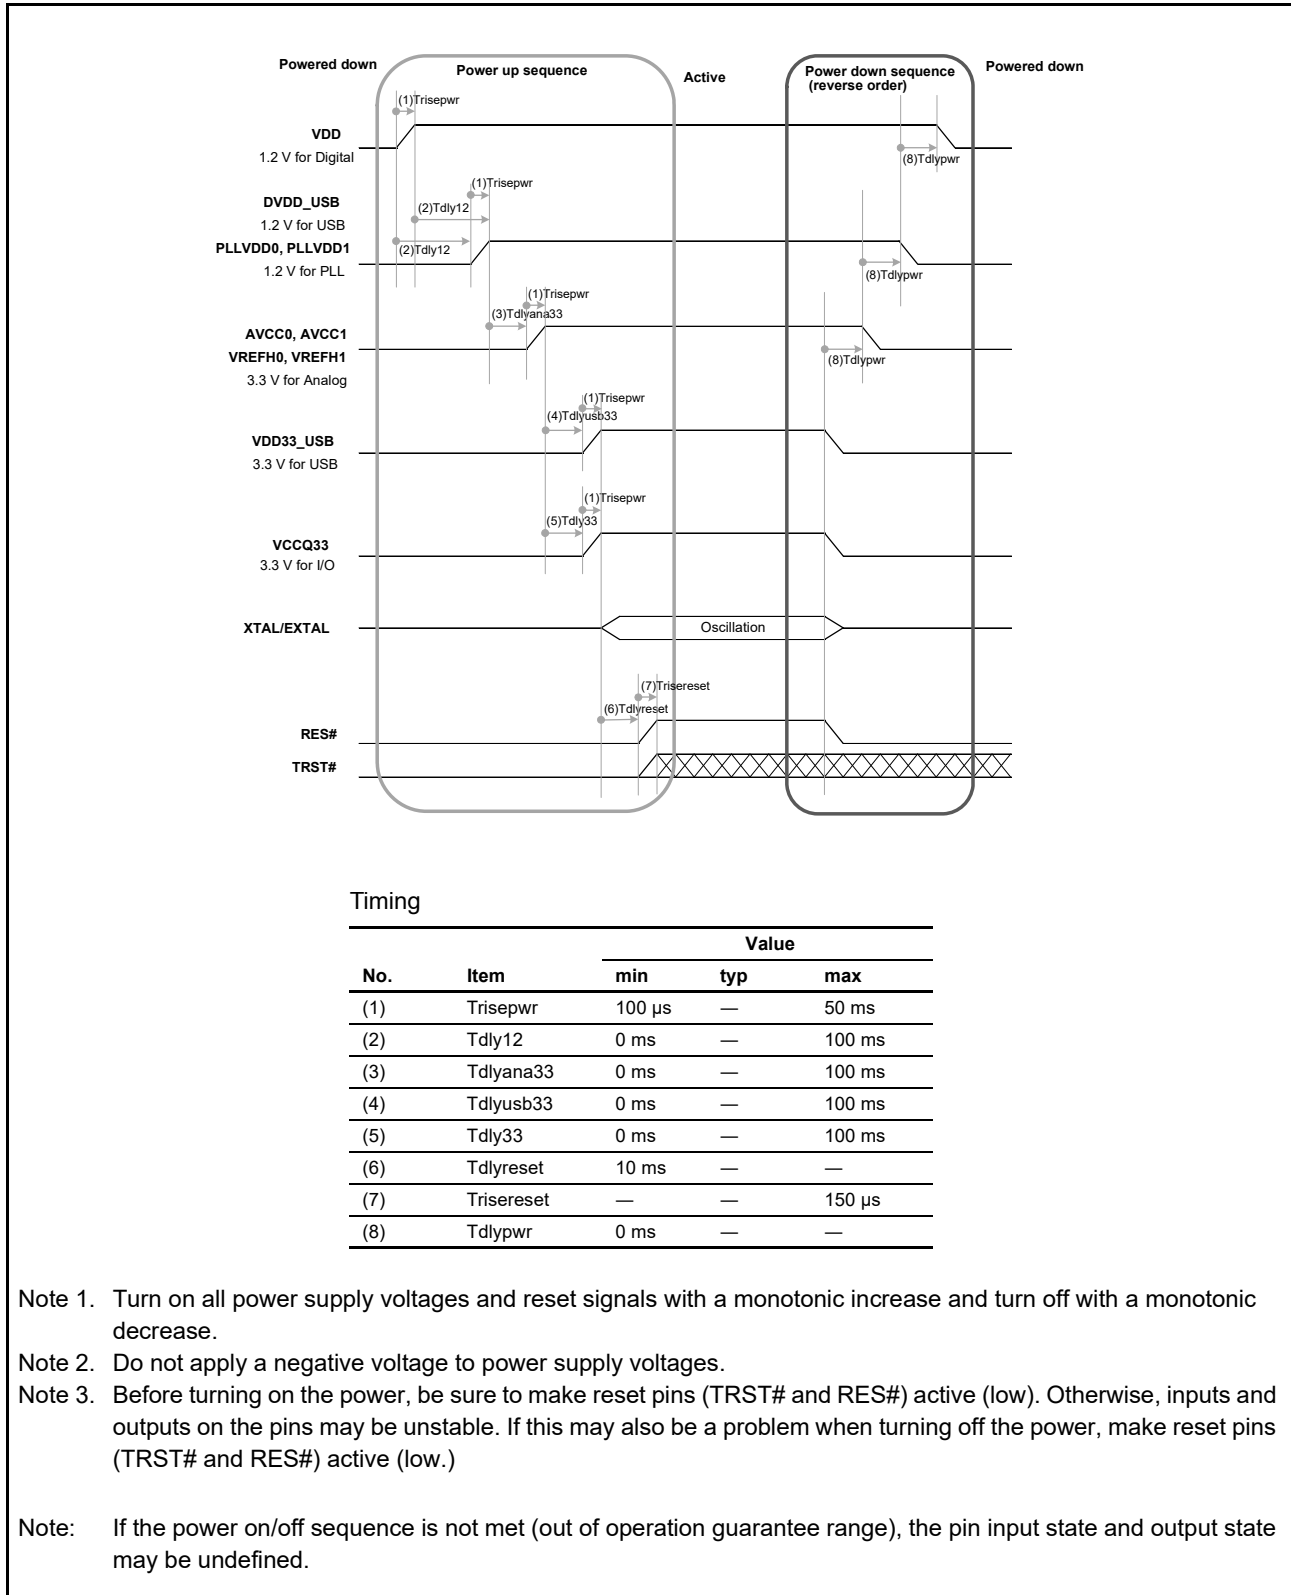 Powered down
Power up sequence
Active
Power down sequence
(reverse order)
Powered down
(1)Trisepwr
VDD
1.2 V for Digital
(8)Tdlypwr
(1)Trisepwr
DVDD_USB
(2)Tdly12
1.2 V for USB
PLLVDD0, PLLVDD1
(2)Tdly12
1.2 V for PLL
(8)Tdlypwr
(1)Trisepwr
(3)Tdlyana33
AVCC0, AVCC1
VREFH0, VREFH1
(8)Tdlypwr
3.3 V for Analog
(1)Trisepwr
(4)Tdlyusb33
VDD33_USB
3.3 V for USB
(1)Trisepwr
(5)Tdly33
VCCQ33
3.3 V for I/O
XTAL/EXTAL
Oscillation
(7)Trisereset
(6)Tdlyreset
RES#
TRST#
Timing
Value
No. Item min typ max
(1) Trisepwr 100 µs — 50 ms
(2) Tdly12 0 ms — 100 ms
(3) Tdlyana33 0 ms — 100 ms
(4) Tdlyusb33 0 ms — 100 ms
(5) Tdly33 0 ms — 100 ms
(6) Tdlyreset 10 ms — —
(7) Trisereset — — 150 µs
(8) Tdlypwr 0 ms — —
Note 1. Turn on all power supply voltages and reset signals with a monotonic increase and turn off with a monotonic
decrease.
Note 2. Do not apply a negative voltage to power supply voltages.
Note 3. Before turning on the power, be sure to make reset pins (TRST# and RES#) active (low). Otherwise, inputs and
outputs on the pins may be unstable. If this may also be a problem when turning off the power, make reset pins
(TRST# and RES#) active (low.)
Note: If the power on/off sequence is not met (out of operation guarantee range), the pin input state and output state
may be undefined.